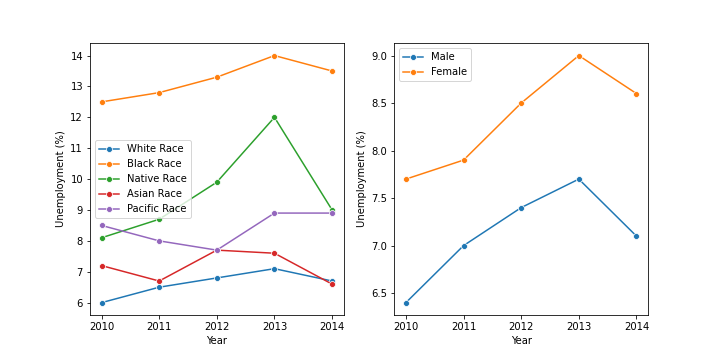 14
13
12
11
10
9
8
7
6
Unemployment (%)
White Race
Black Race
Native Race
Asian Race
Pacific Race
2010 2011 2012 2013 2014
Year
9.0
8.5
8.0
7.5
7.0
6.5
Unemployment (%)
Male
Female
2010 2011 2012 2013 2014
Year